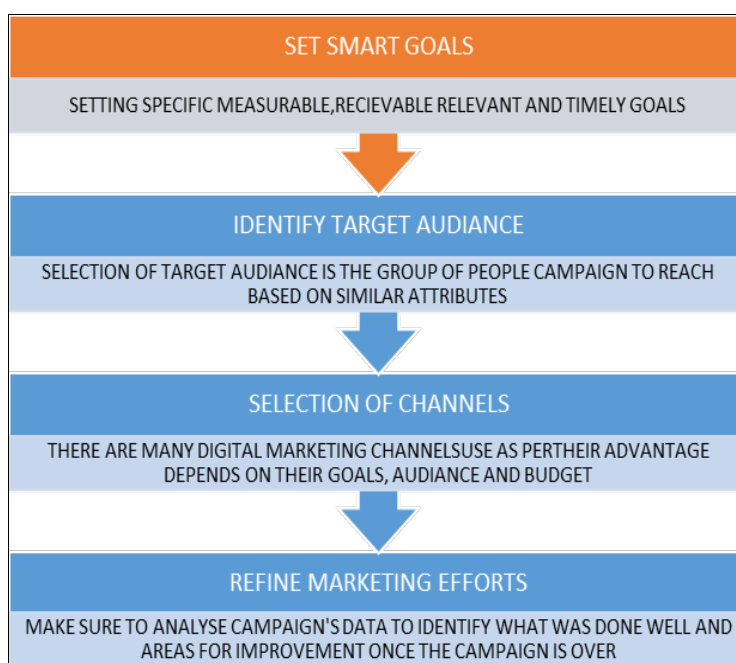 SET SMART GOALS
SETTING SPECIFIC MEASURABLE,RECIEVABLE RELEVANT AND TIMELY GOALS
IDENTIFY TARGET AUDIANCE
SELECTION OF TARGET AUDIANCE IS THE GROUP OF PEOPLE CAMPAIGN TO REACH
BASED ON SIMILAR ATTRIBUTES
SELECTION OF CHANNELS
THERE ARE MANY DIGITAL MARKETING CHANNELSUSE AS PERTHEIR ADVANTAGE
DEPENDS ON THEIR GOALS, AUDIANCE AND BUDGET
REFINE MARKETING EFFORTS
MAKE SURE TO ANALYSE CAMPAIGN'S DATA TO IDENTIFY WHAT WAS DONE WELL AND
AREAS FOR IMPROVEMENT ONCE THE CAMPAIGN IS OVER